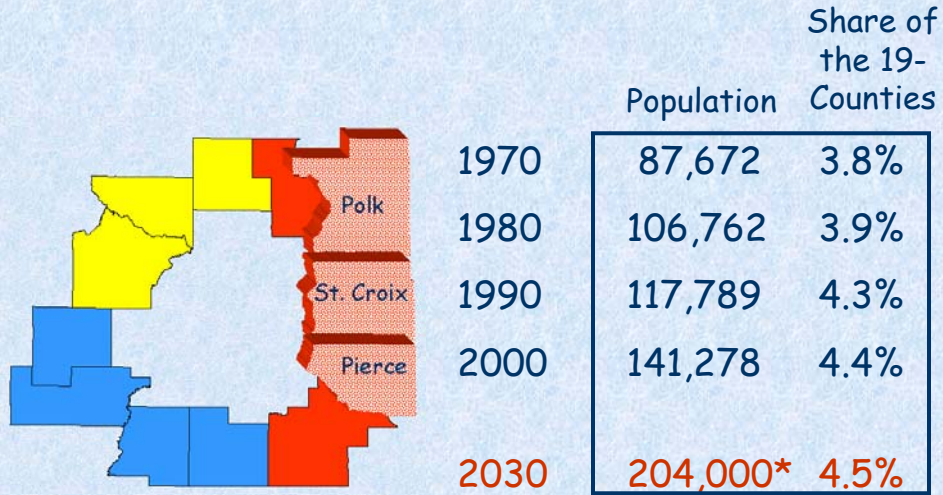 Share of
the 19-
Population Counties
1970 87,672 3.8%
Polk
1980 106,762 3.9%
St. Croix
1990 117,789 4.3%
Pierce
2000 141,278 4.4%
2030 204,000* 4.5%